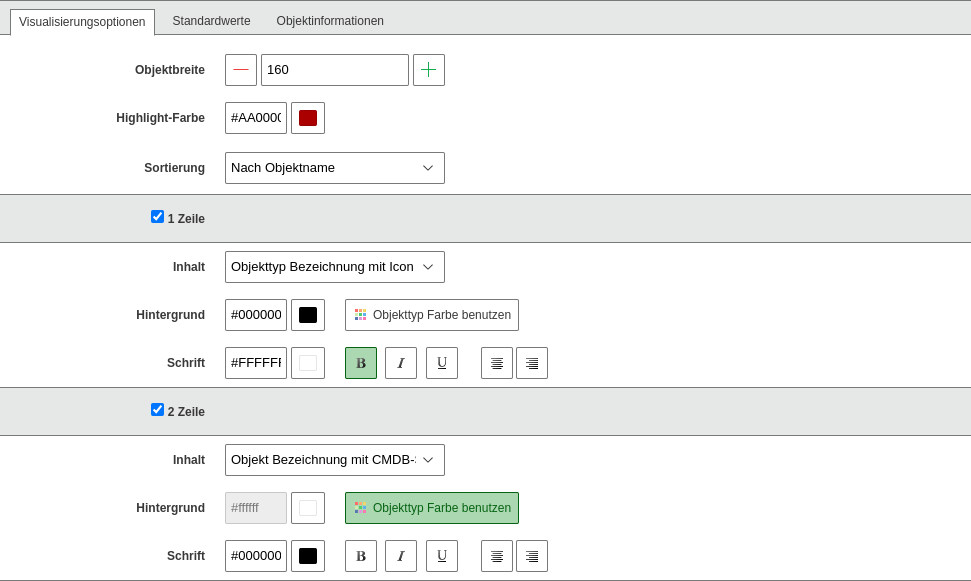 Visualisierungsoptionen Standardwerte Objektinformationen
Objektbreite 160
Highlight-Farbe #AA000
Sortierung Nach Objektname
1 Zeile
Inhalt Objekttyp Bezeichnung mit Icon
Hintergrund #000000 Objekttyp Farbe benutzen
Schrift #FFFFF B I U
2 Zeile
Inhalt Objekt Bezeichnung mit CMDB-
Hintergrund #ffffff Objekttyp Farbe benutzen
Schrift #000000 B I U